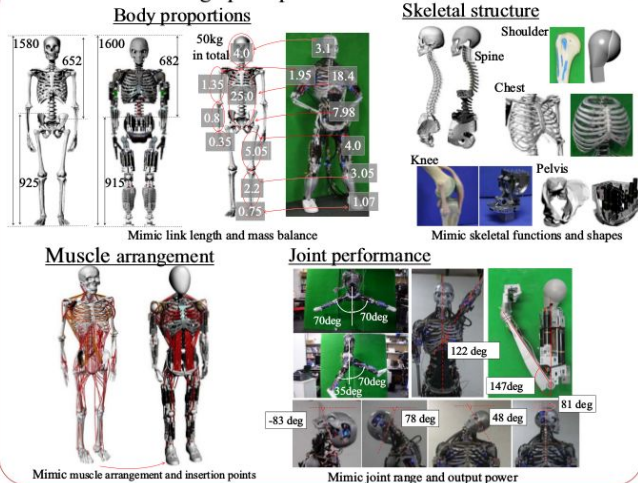 Body proportions
1580
652
1600
682
925
915
50kg
in total
4.0
3.1
1.35
1.95
18.4
25.0
0.8
7.98
0.35
5.05
4.0
2.2
3.05
0.75
1.07
Mimic link length and mass balance
Skeletal structure
Shoulder
Spine
Chest
Knee
Pelvis
Mimic skeletal functions and shapes
Muscle arrangement
Mimic muscle arrangement and insertion points
Joint performance
70deg
70deg
35deg
70deg
122 deg
147deg
-83 deg
78 deg
48 deg
81 deg
Mimic joint range and output power